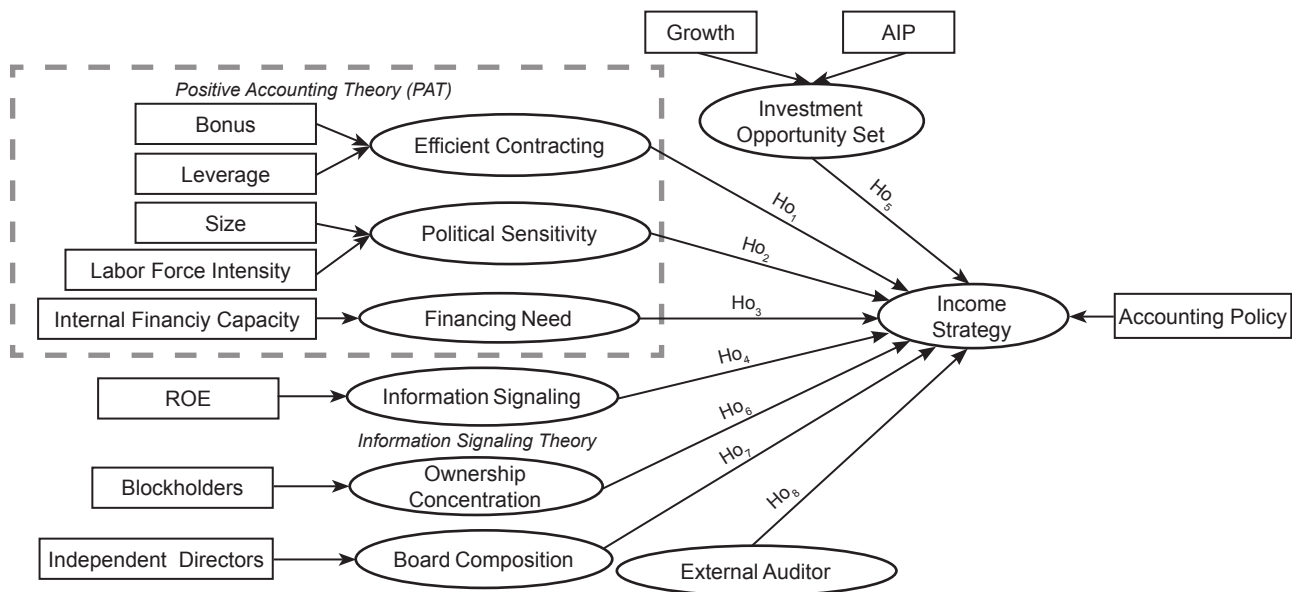 Growth
AIP
Positive Accounting Theory (PAT)
Bonus
Efficient Contracting
Investment
Opportunity Set
Leverage
Ho5
Ho1
Size
Political Sensitivity
Ho2
Labor Force Intensity
Income
Strategy
Internal Financiy Capacity
Financing Need
Ho3
Accounting Policy
Ho4
ROE
Information Signaling
Ho6
Information Signaling Theory
Ho7
Blockholders
Ownership
Concentration
Ho8
Independent Directors
Board Composition
External Auditor